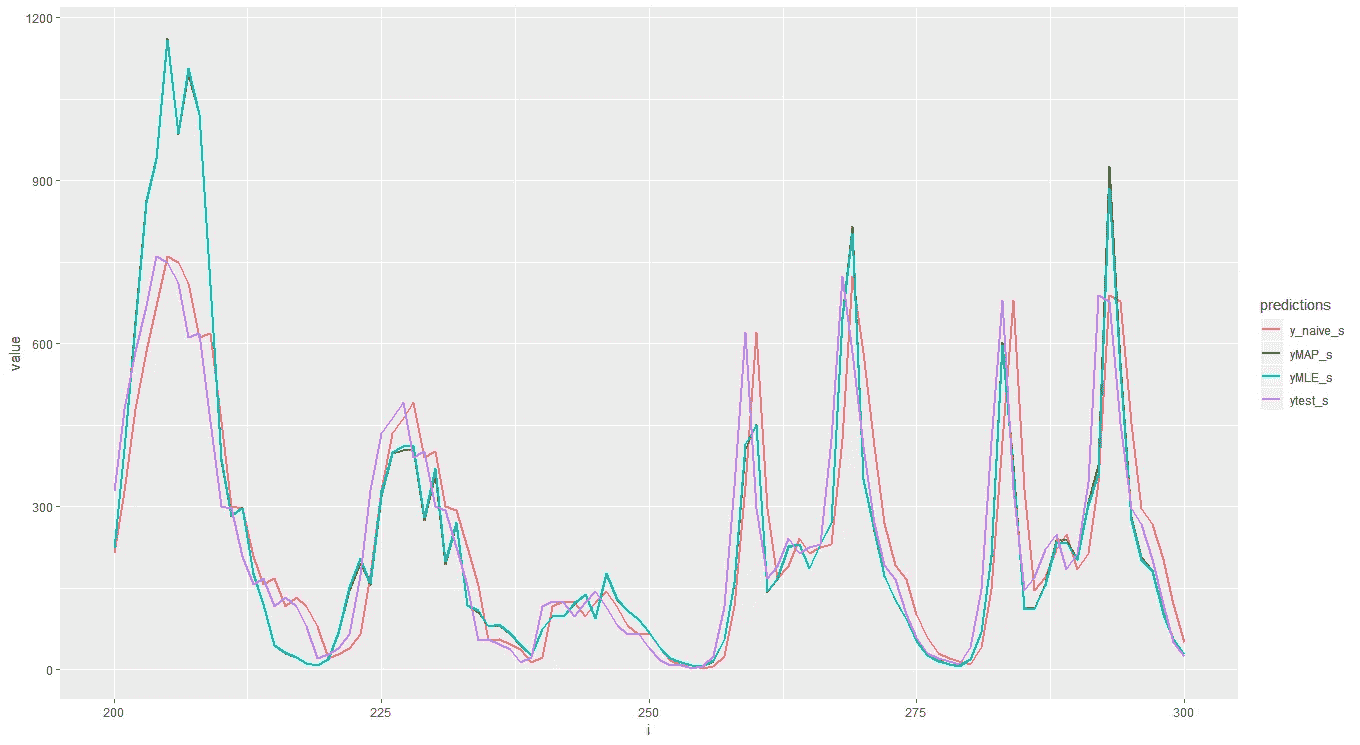 1200
900
600
300
0
value
200
225
250
275
300
i
predictions
y_naive_s
yMAP_s
yMLE_s
ytest_s